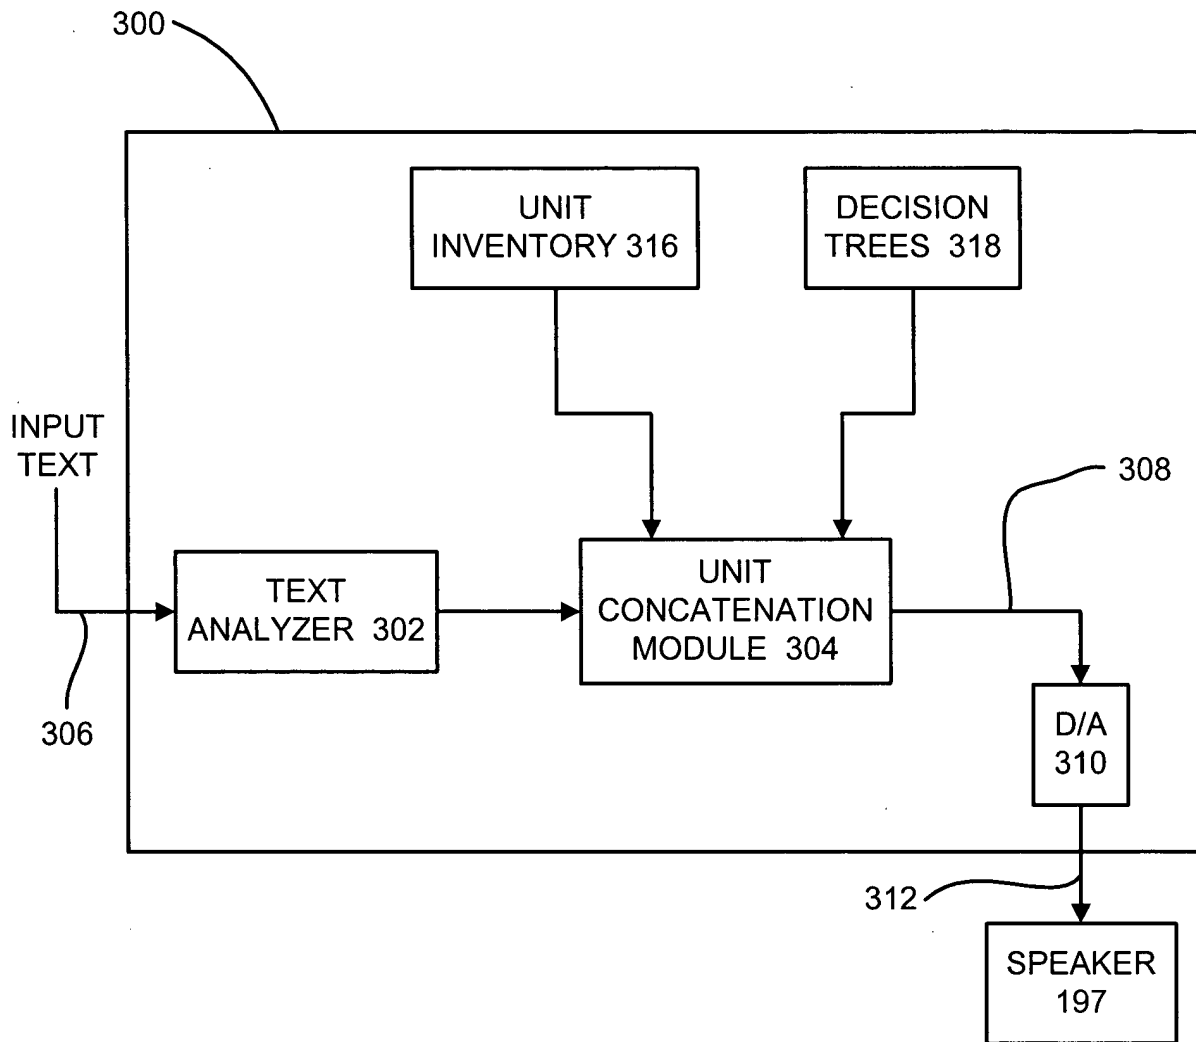 300
UNIT
INVENTORY 316
DECISION
TREES 318
INPUT
TEXT
308
TEXT
ANALYZER 302
UNIT
CONCATENATION
MODULE 304
306
D/A
310
312
SPEAKER
197